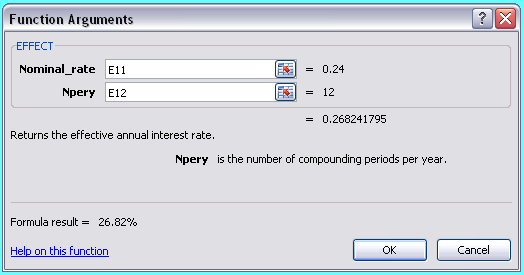 Function Arguments
EFFECT
Nominal_rate E11 = 0.24
Npery E12 = 12
= 0.268241795
Returns the effective annual interest rate.
Npery is the number of compounding periods per year.
Formula result = 26.82%
Help on this function OK Cancel